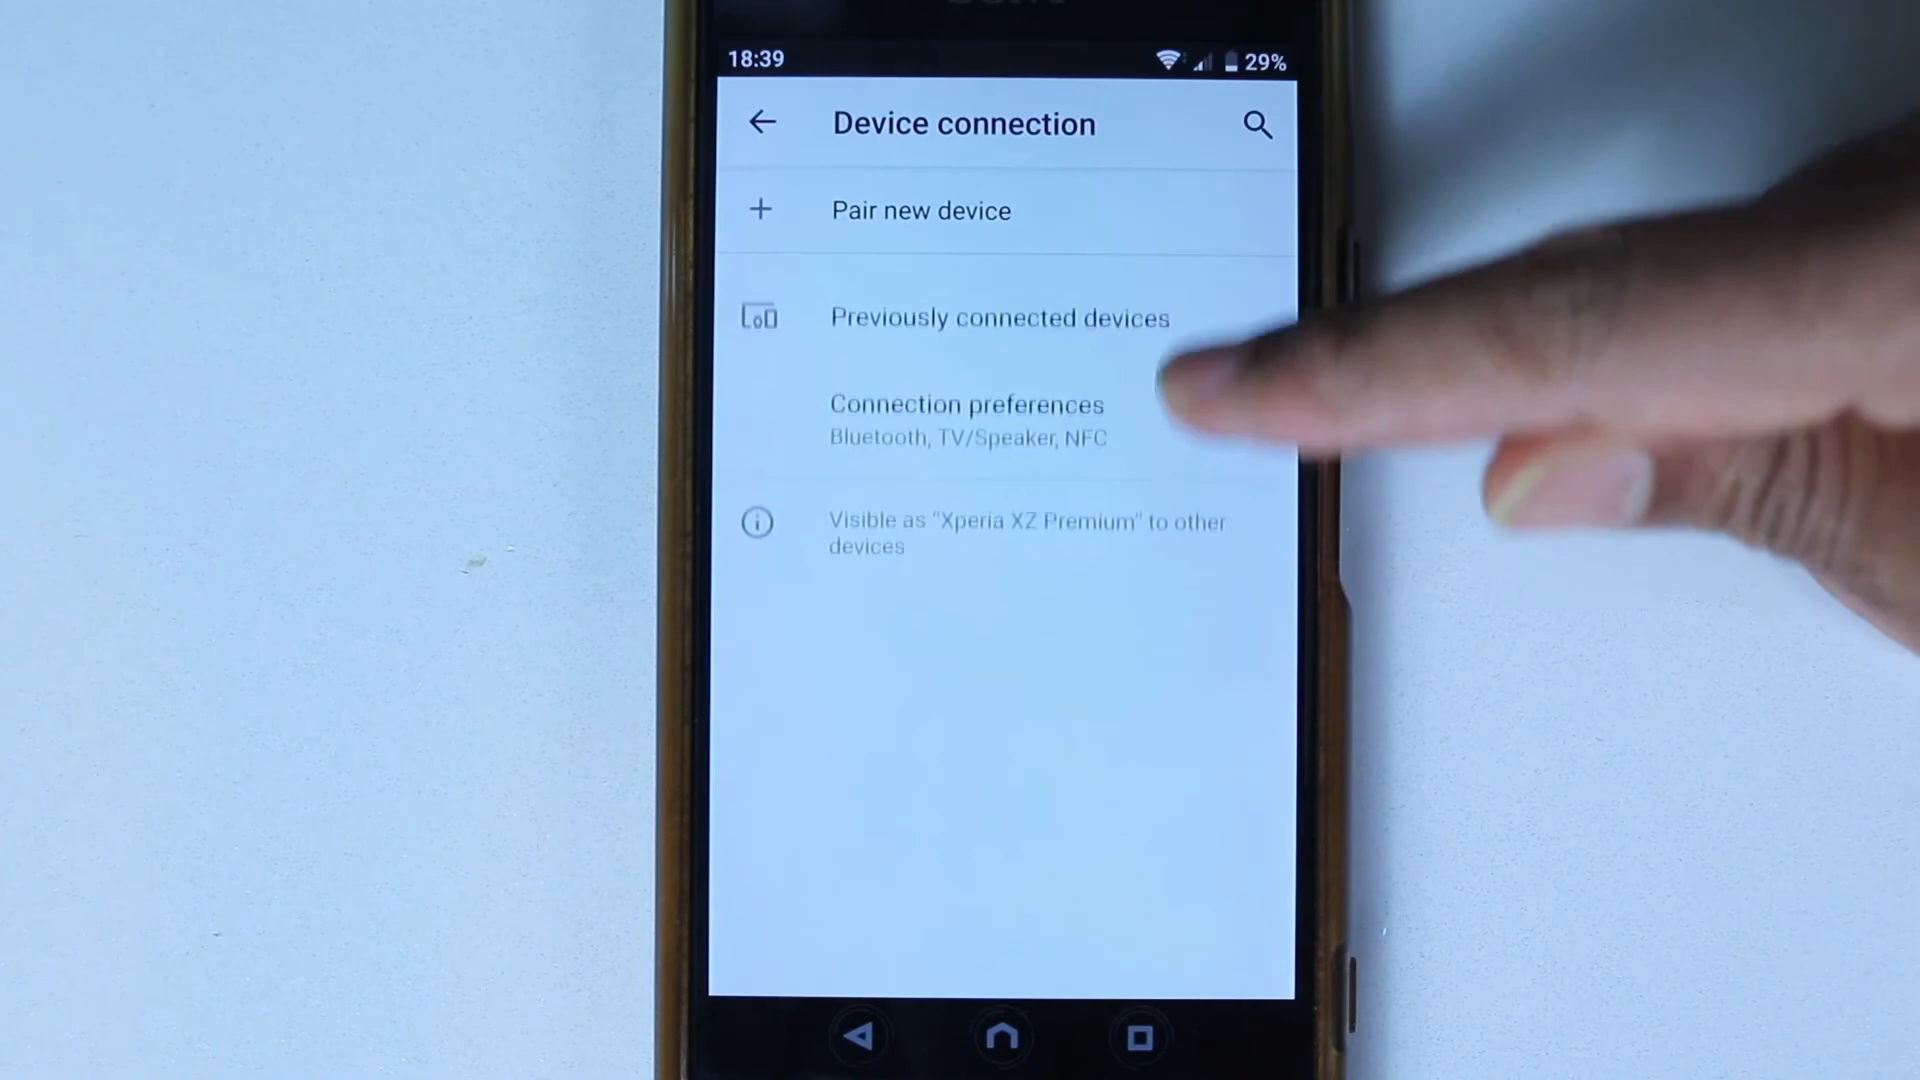 18:39
29%
Device connection
Pair new device
Previously connected devices
Connection preferences
Bluetooth, TV/Speaker, NFC
Visible as "Xperia XZ Premium" to other
devices